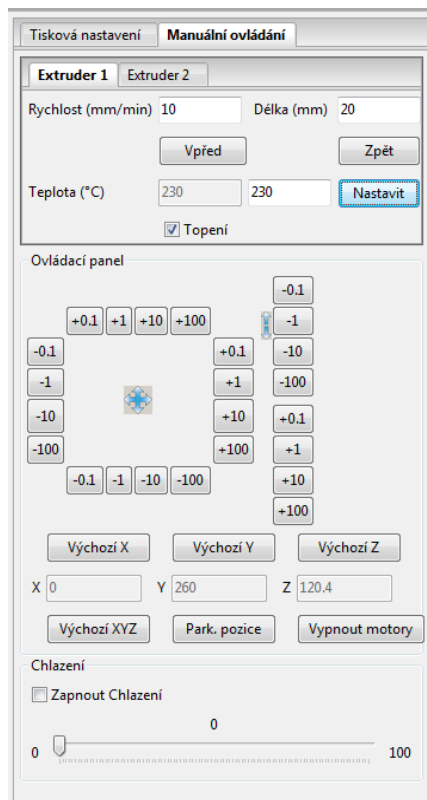 Tisková nastavení Manuální ovládání
Extruder 1 Extruder 2
Rychlost (mm/min) 10 Délka (mm) 20
Vpřed Zpět
Teplota (°C) 230 230 Nastavit
Topení
Ovládací panel
-0.1
+0.1 +1 +10 +100 -1
-0.1 +0.1 -10
-1 +1 -100
-10 +10 +0.1
-100 +100 +1
-0.1 -1 -10 -100 +10
+100
Výchozí X Výchozí Y Výchozí Z
X 0 Y 260 Z 120.4
Výchozí XYZ Park. pozice Vypnout motory
Chlazení
Zapnout Chlazení
0
0 100